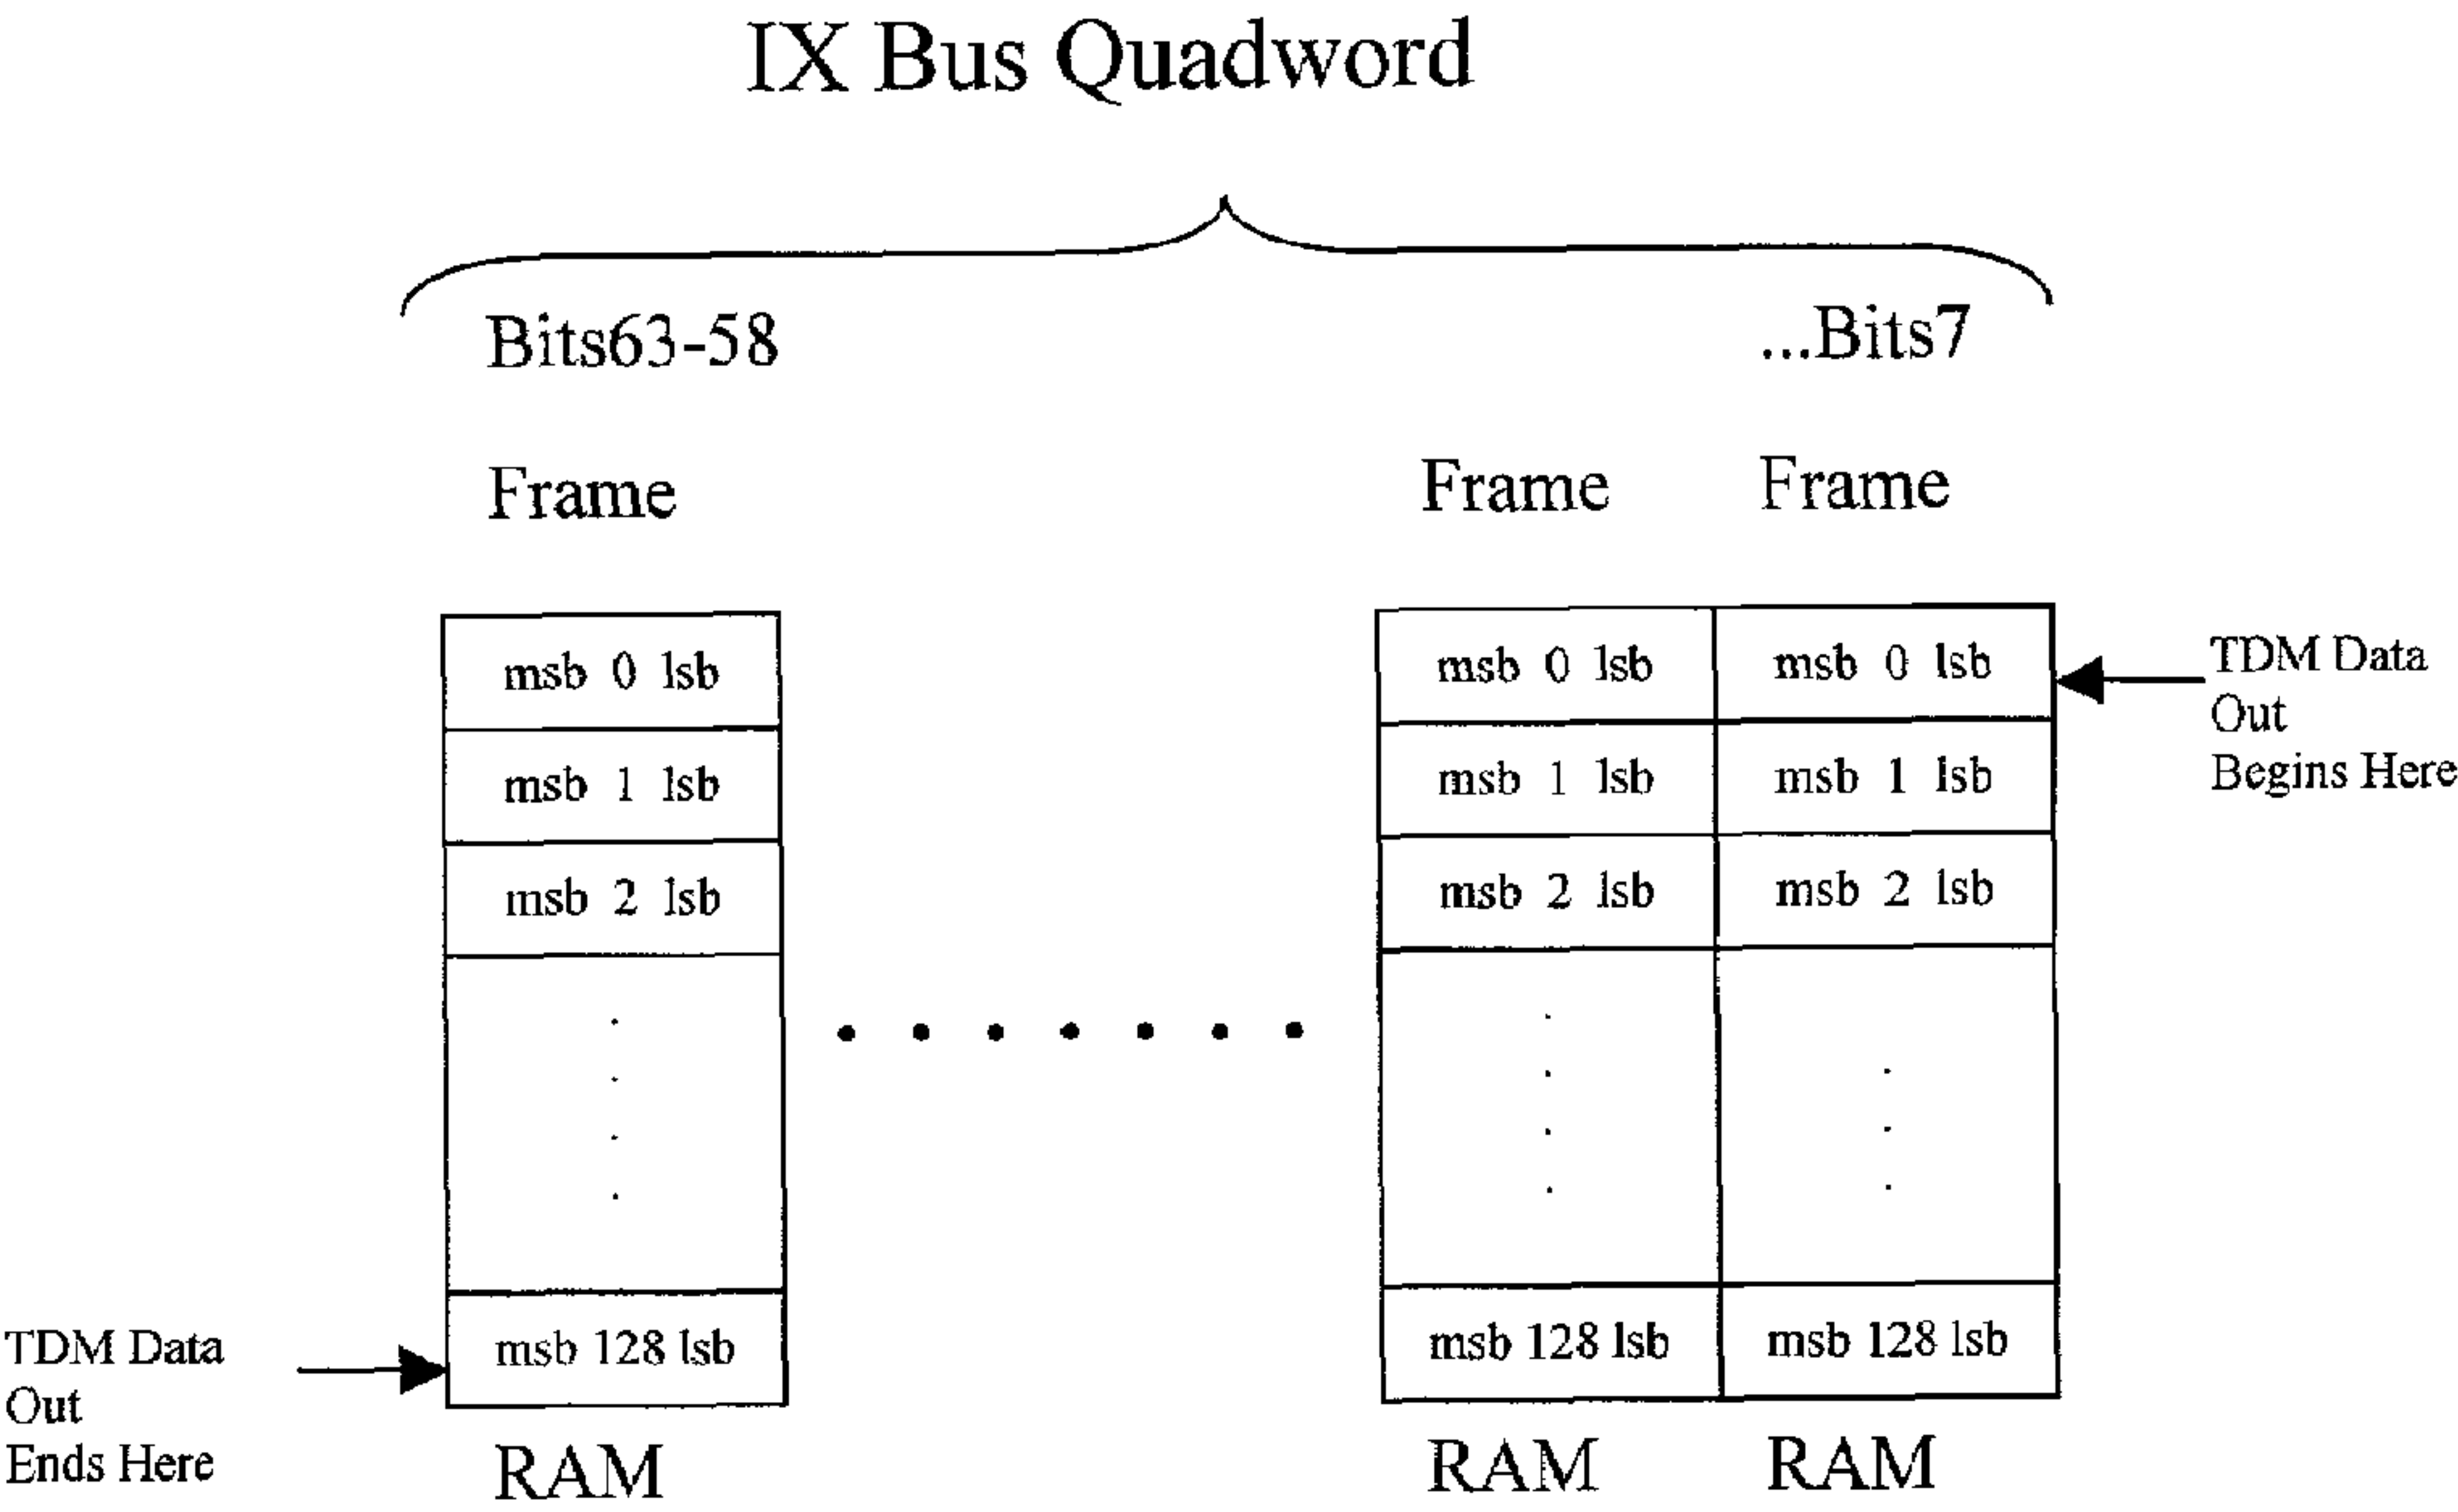 IX Bus Quadword
Bits63-58 ...Bits7
Frame Frame Frame
msb 0 lsb msb 0 lsb msb 0 lsb
TDM Data
Out
Begins Here
msb 1 lsb msb 1 lsb msb 1 lsb
msb 2 lsb msb 2 lsb msb 2 lsb
msb 128 lsb msb 128 lsb msb 128 lsb
TDM Data
Out
Ends Here
RAM RAM RAM